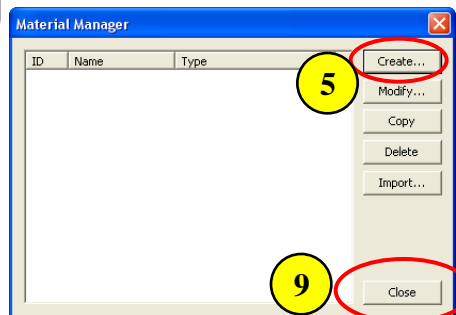 Material Manager
ID Name Type
Create...
5
Modify...
Copy
Delete
Import...
9
Close